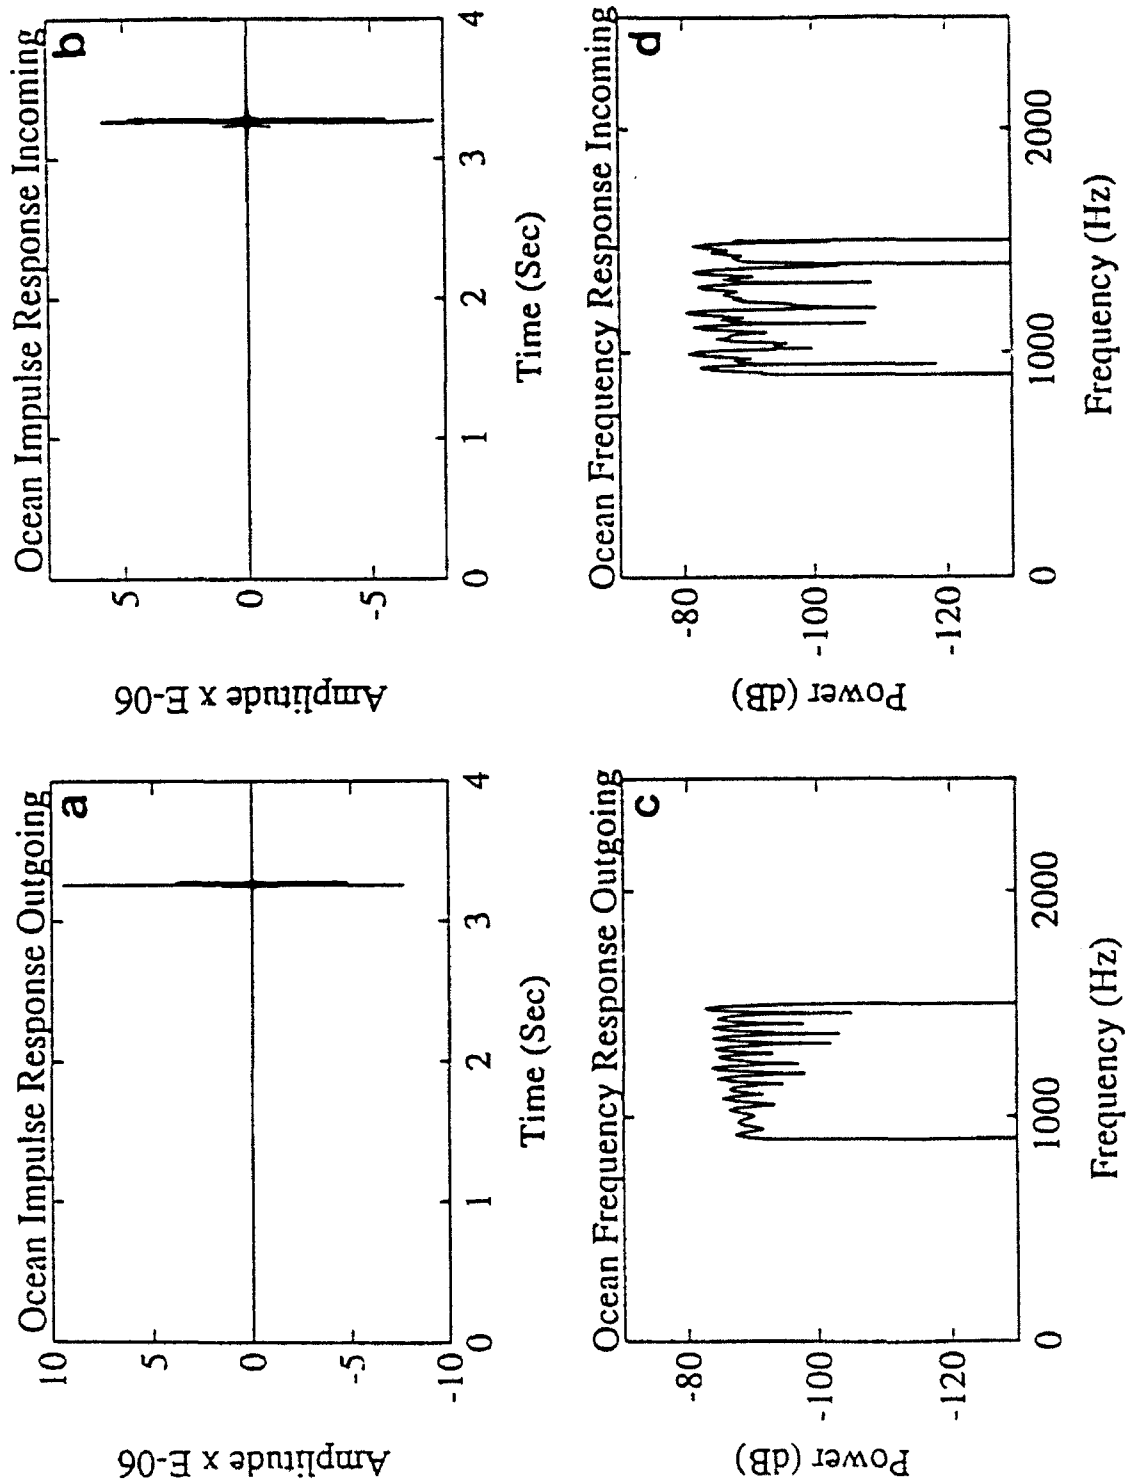 Ocean Impulse Response Outgoing
a
10
5
0
-5
-10
Amplitude x E-06
0 1 2 3 4
Time (Sec)
Ocean Impulse Response Incoming
b
5
0
-5
Amplitude x E-06
0 1 2 3 4
Time (Sec)
Ocean Frequency Response Outgoing
c
-80
-100
-120
Power (dB)
0 1000 2000
Frequency (Hz)
Ocean Frequency Response Incoming
d
-80
-100
-120
Power (dB)
0 1000 2000
Frequency (Hz)